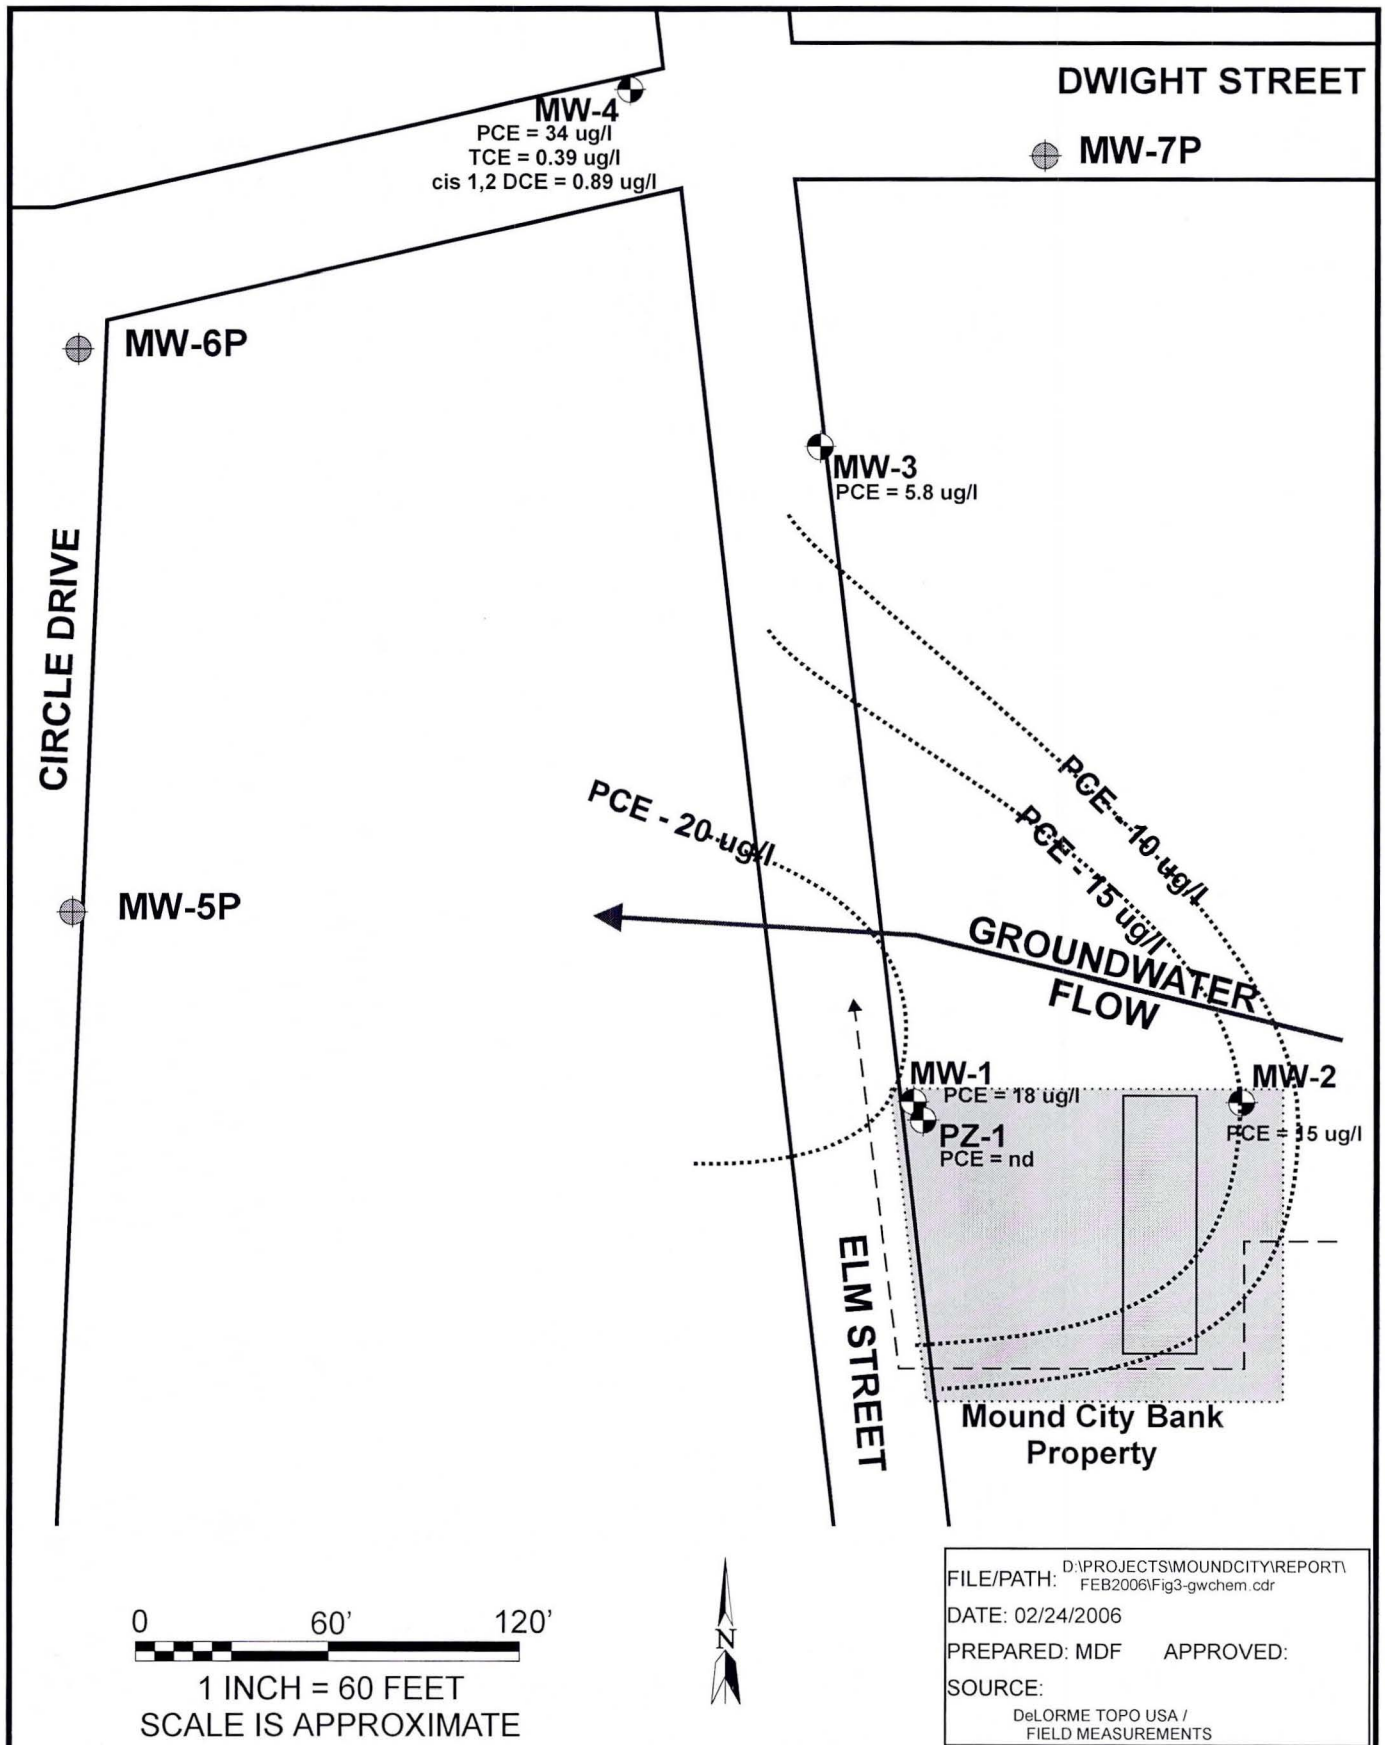 DWIGHT STREET
MW-4
PCE = 34 ug/l
TCE = 0.39 ug/l
cis 1,2 DCE = 0.89 ug/l
MW-7P
MW-6P
MW-3
PCE = 5.8 ug/l
CIRCLE DRIVE
PCE - 10 ug/l
PCE - 15 ug/l
PCE - 20 ug/l
MW-5P
GROUNDWATER
FLOW
MW-1
PCE = 18 ug/l
MW-2
PCE = 15 ug/l
PZ-1
PCE = nd
ELM STREET
Mound City Bank
Property
0 60' 120'
1 INCH = 60 FEET
SCALE IS APPROXIMATE
N
FILE/PATH: D:\PROJECTS\MOUNDCITY\REPORT\
FEB2006\Fig3-gwchem.cdr
DATE: 02/24/2006
PREPARED: MDF APPROVED:
SOURCE:
DeLORME TOPO USA /
FIELD MEASUREMENTS